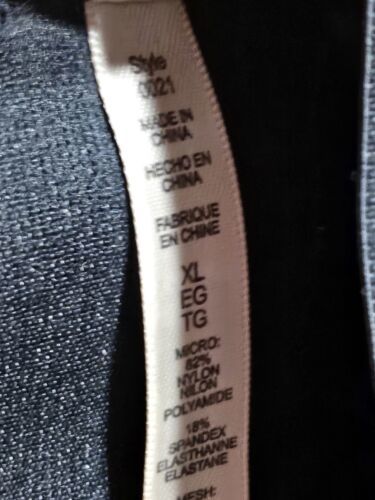 Style
0021
MADE IN
CHINA
HECHO EN
CHINA
FABRIQUE
EN CHINE
XL
EG
TG
MICRO:
82%
NYLON
NILON
POLYAMIDE
18%
SPANDEX
ELASTHANNE
ELASTANE
MESH: